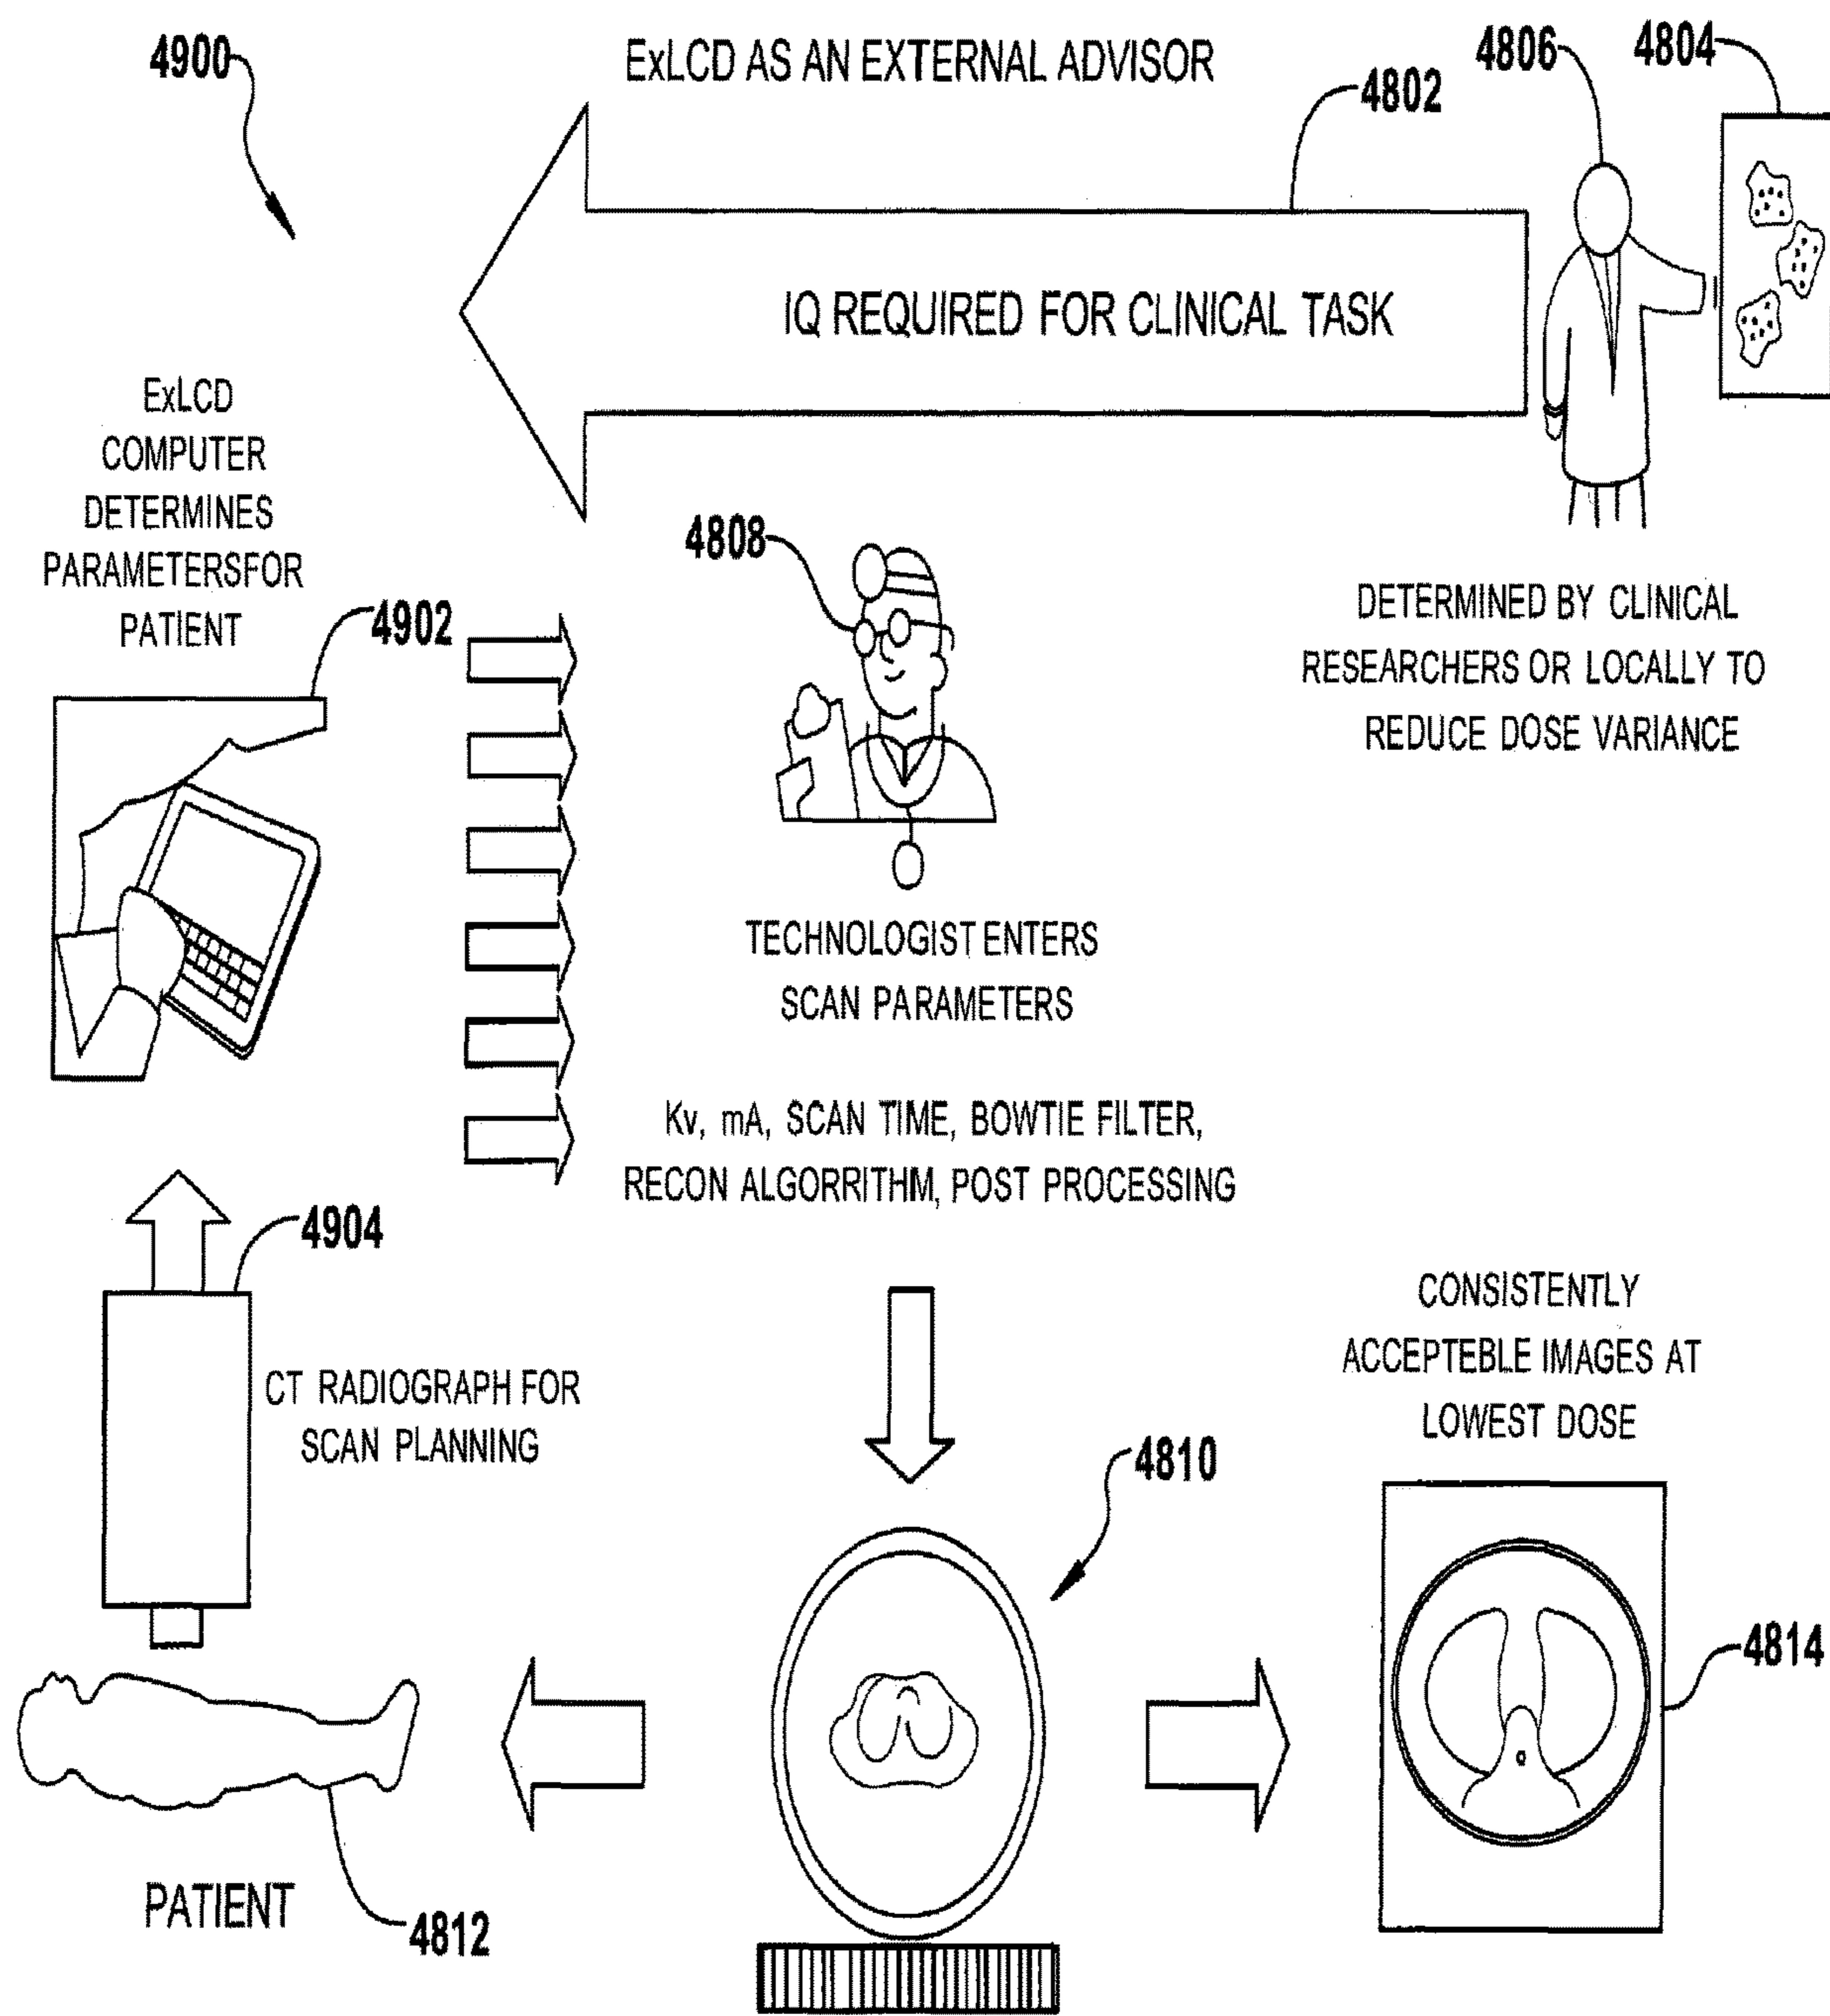 4900
ExLCD AS AN EXTERNAL ADVISOR
4806
4804
4802
IQ REQUIRED FOR CLINICAL TASK
ExLCD
COMPUTER
DETERMINES
PARAMETERSFOR
PATIENT
4902
4808
DETERMINED BY CLINICAL
RESEARCHERS OR LOCALLY TO
REDUCE DOSE VARIANCE
TECHNOLOGIST ENTERS
SCAN PARAMETERS
Kv, mA, SCAN TIME, BOWTIE FILTER,
RECON ALGORRITHM, POST PROCESSING
4904
CT RADIOGRAPH FOR
SCAN PLANNING
CONSISTENTLY
ACCEPTEBLE IMAGES AT
LOWEST DOSE
4810
4814
PATIENT
4812